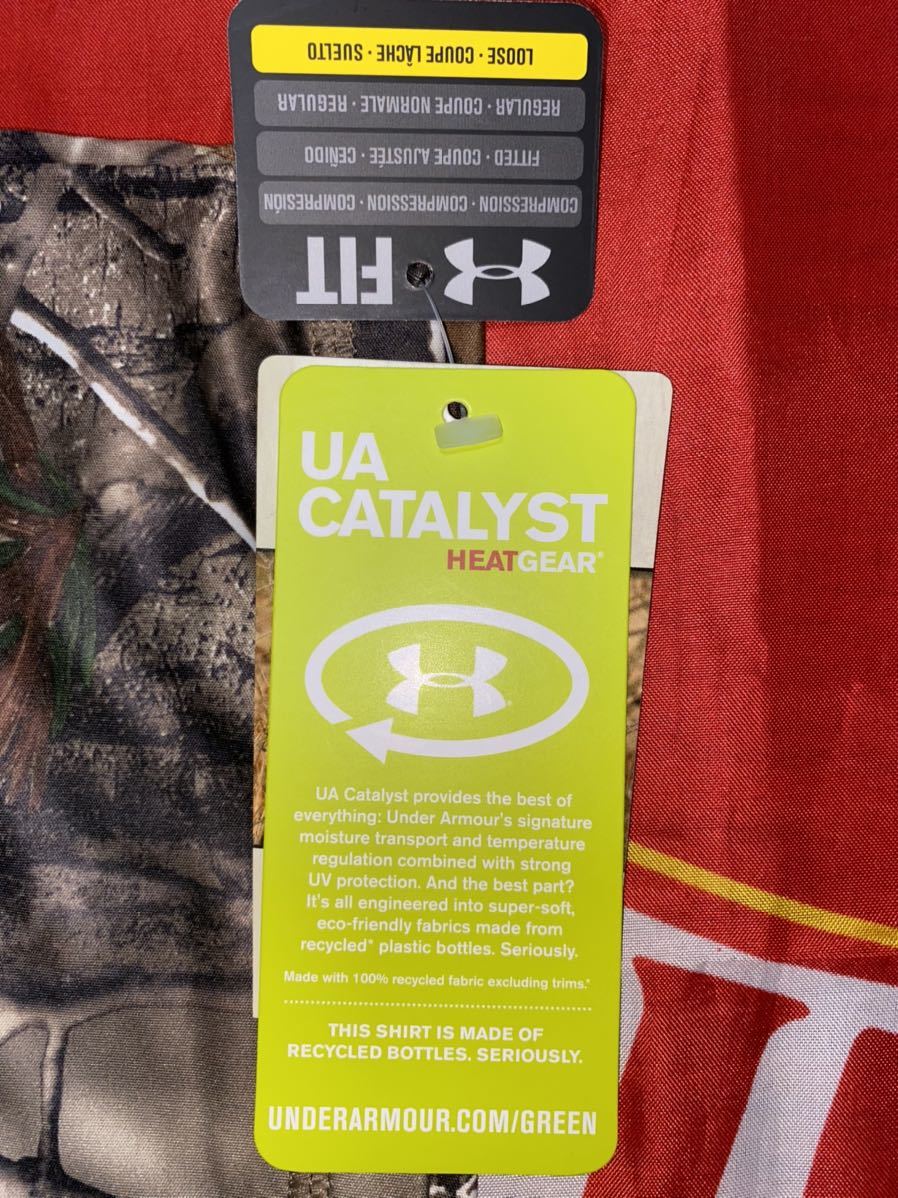 LOOSE · COUPE LÂCHE · SUELTO
REGULAR · COUPE NORMALE · REGULAR
FITTED · COUPE AJUSTÉE · CEÑIDO
COMPRESSION · COMPRESSION · COMPRESIÓN
FIT
UA
CATALYST
HEATGEAR®
UA Catalyst provides the best of
everything: Under Armour's signature
moisture transport and temperature
regulation combined with strong
UV protection. And the best part?
It's all engineered into super-soft,
eco-friendly fabrics made from
recycled* plastic bottles. Seriously.
Made with 100% recycled fabric excluding trims.*
THIS SHIRT IS MADE OF
RECYCLED BOTTLES. SERIOUSLY.
UNDERARMOUR.COM/GREEN